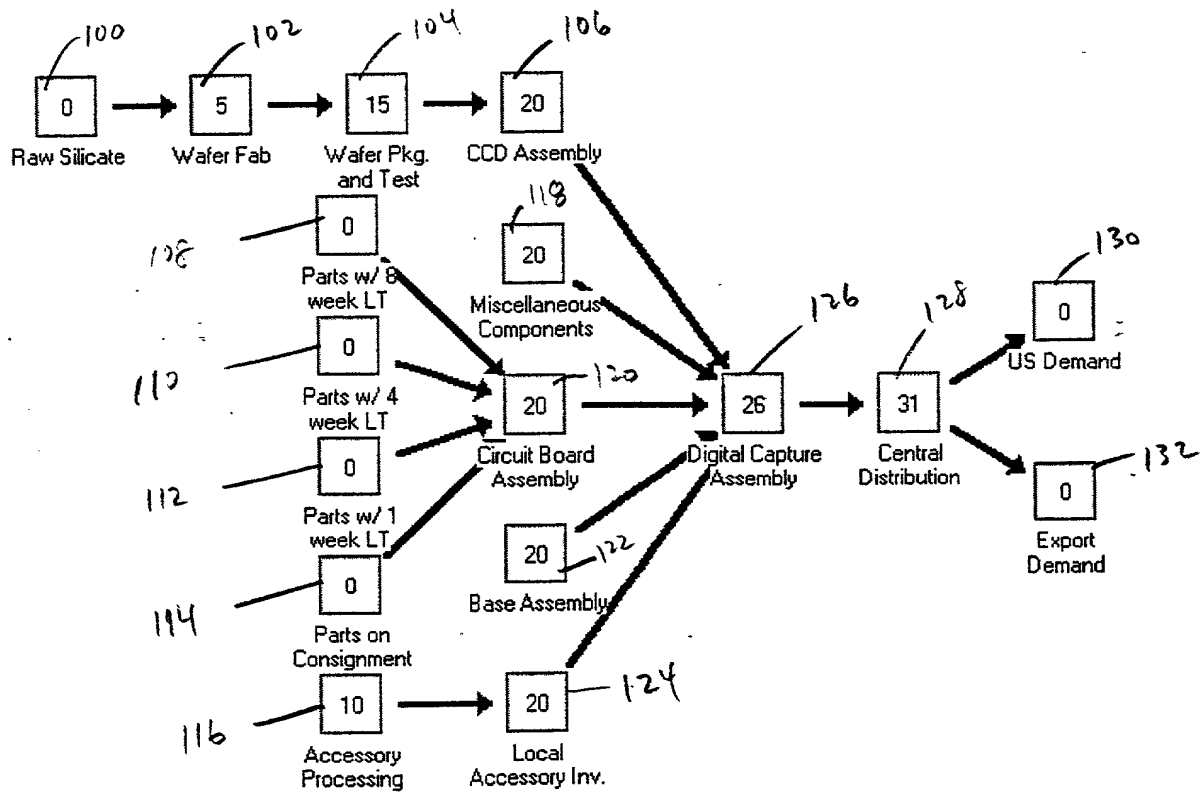 100
102
104
106
0
5
15
20
Raw Silicate
Wafer Fab
Wafer Pkg.
and Test
CCD Assembly
108
0
Parts w/ 8
week LT
118
20
Miscellaneous
Components
110
0
Parts w/ 4
week LT
120
20
Circuit Board
Assembly
126
26
Digital Capture
Assembly
128
31
Central
Distribution
130
0
US Demand
132
0
Export
Demand
112
0
Parts w/ 1
week LT
114
0
Parts on
Consignment
122
20
Base Assembly
116
10
Accessory
Processing
124
20
Local
Accessory Inv.